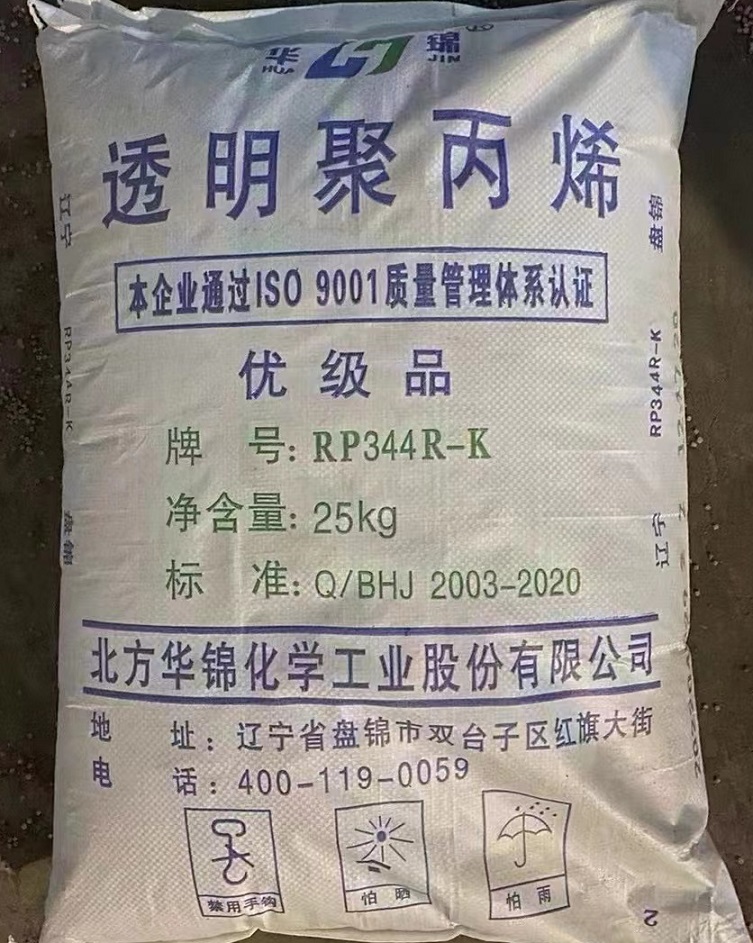 华 锦®
HUA JIN
透明聚丙烯
本企业通过ISO 9001质量管理体系认证
优级品
牌 号: RP344R-K
净含量: 25kg
标 准: Q/BHJ 2003-2020
北方华锦化学工业股份有限公司
地 址: 辽宁省盘锦市双台子区红旗大街
电 话: 400-119-0059
禁用手钩
怕 晒
怕 雨
2
辽宁
RP344R-K
盘锦
盘锦
RP344R-K
辽宁